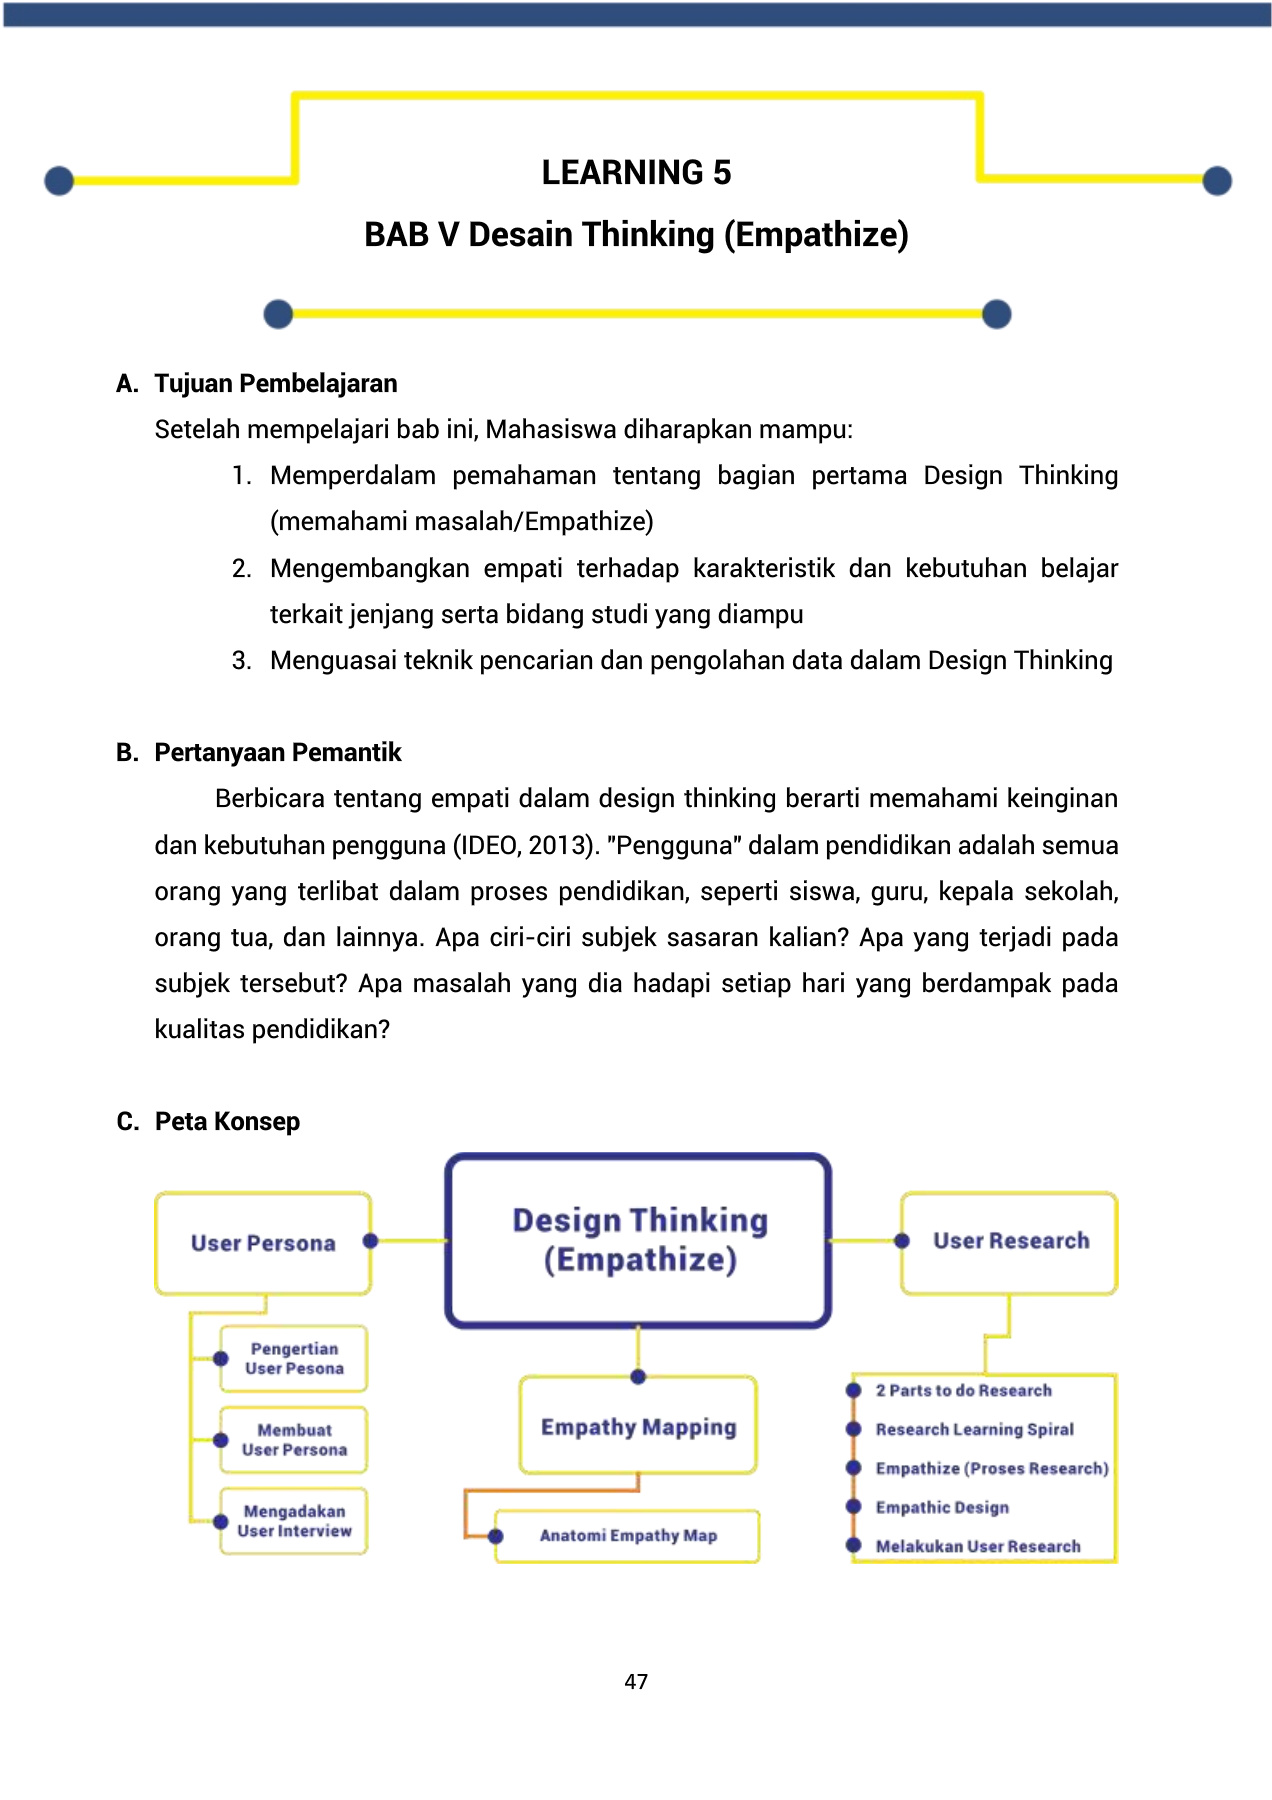 LEARNING 5
BAB V Desain Thinking (Empathize)
A. Tujuan Pembelajaran
Setelah mempelajari bab ini, Mahasiswa diharapkan mampu:
1. Memperdalam pemahaman tentang bagian pertama Design Thinking
(memahami masalah/Empathize)
2. Mengembangkan empati terhadap karakteristik dan kebutuhan belajar
terkait jenjang serta bidang studi yang diampu
3. Menguasai teknik pencarian dan pengolahan data dalam Design Thinking
B. Pertanyaan Pemantik
Berbicara tentang empati dalam design thinking berarti memahami keinginan
dan kebutuhan pengguna (IDEO, 2013). "Pengguna" dalam pendidikan adalah semua
orang yang terlibat dalam proses pendidikan, seperti siswa, guru, kepala sekolah,
orang tua, dan lainnya. Apa ciri-ciri subjek sasaran kalian? Apa yang terjadi pada
subjek tersebut? Apa masalah yang dia hadapi setiap hari yang berdampak pada
kualitas pendidikan?
C. Peta Konsep
Design Thinking
(Empathize)
User Persona
Pengertian
User Pesona
Membuat
User Persona
Mengadakan
User Interview
Empathy Mapping
Anatomi Empathy Map
User Research
2 Parts to do Research
Research Learning Spiral
Empathize (Proses Research)
Empathic Design
Melakukan User Research
47